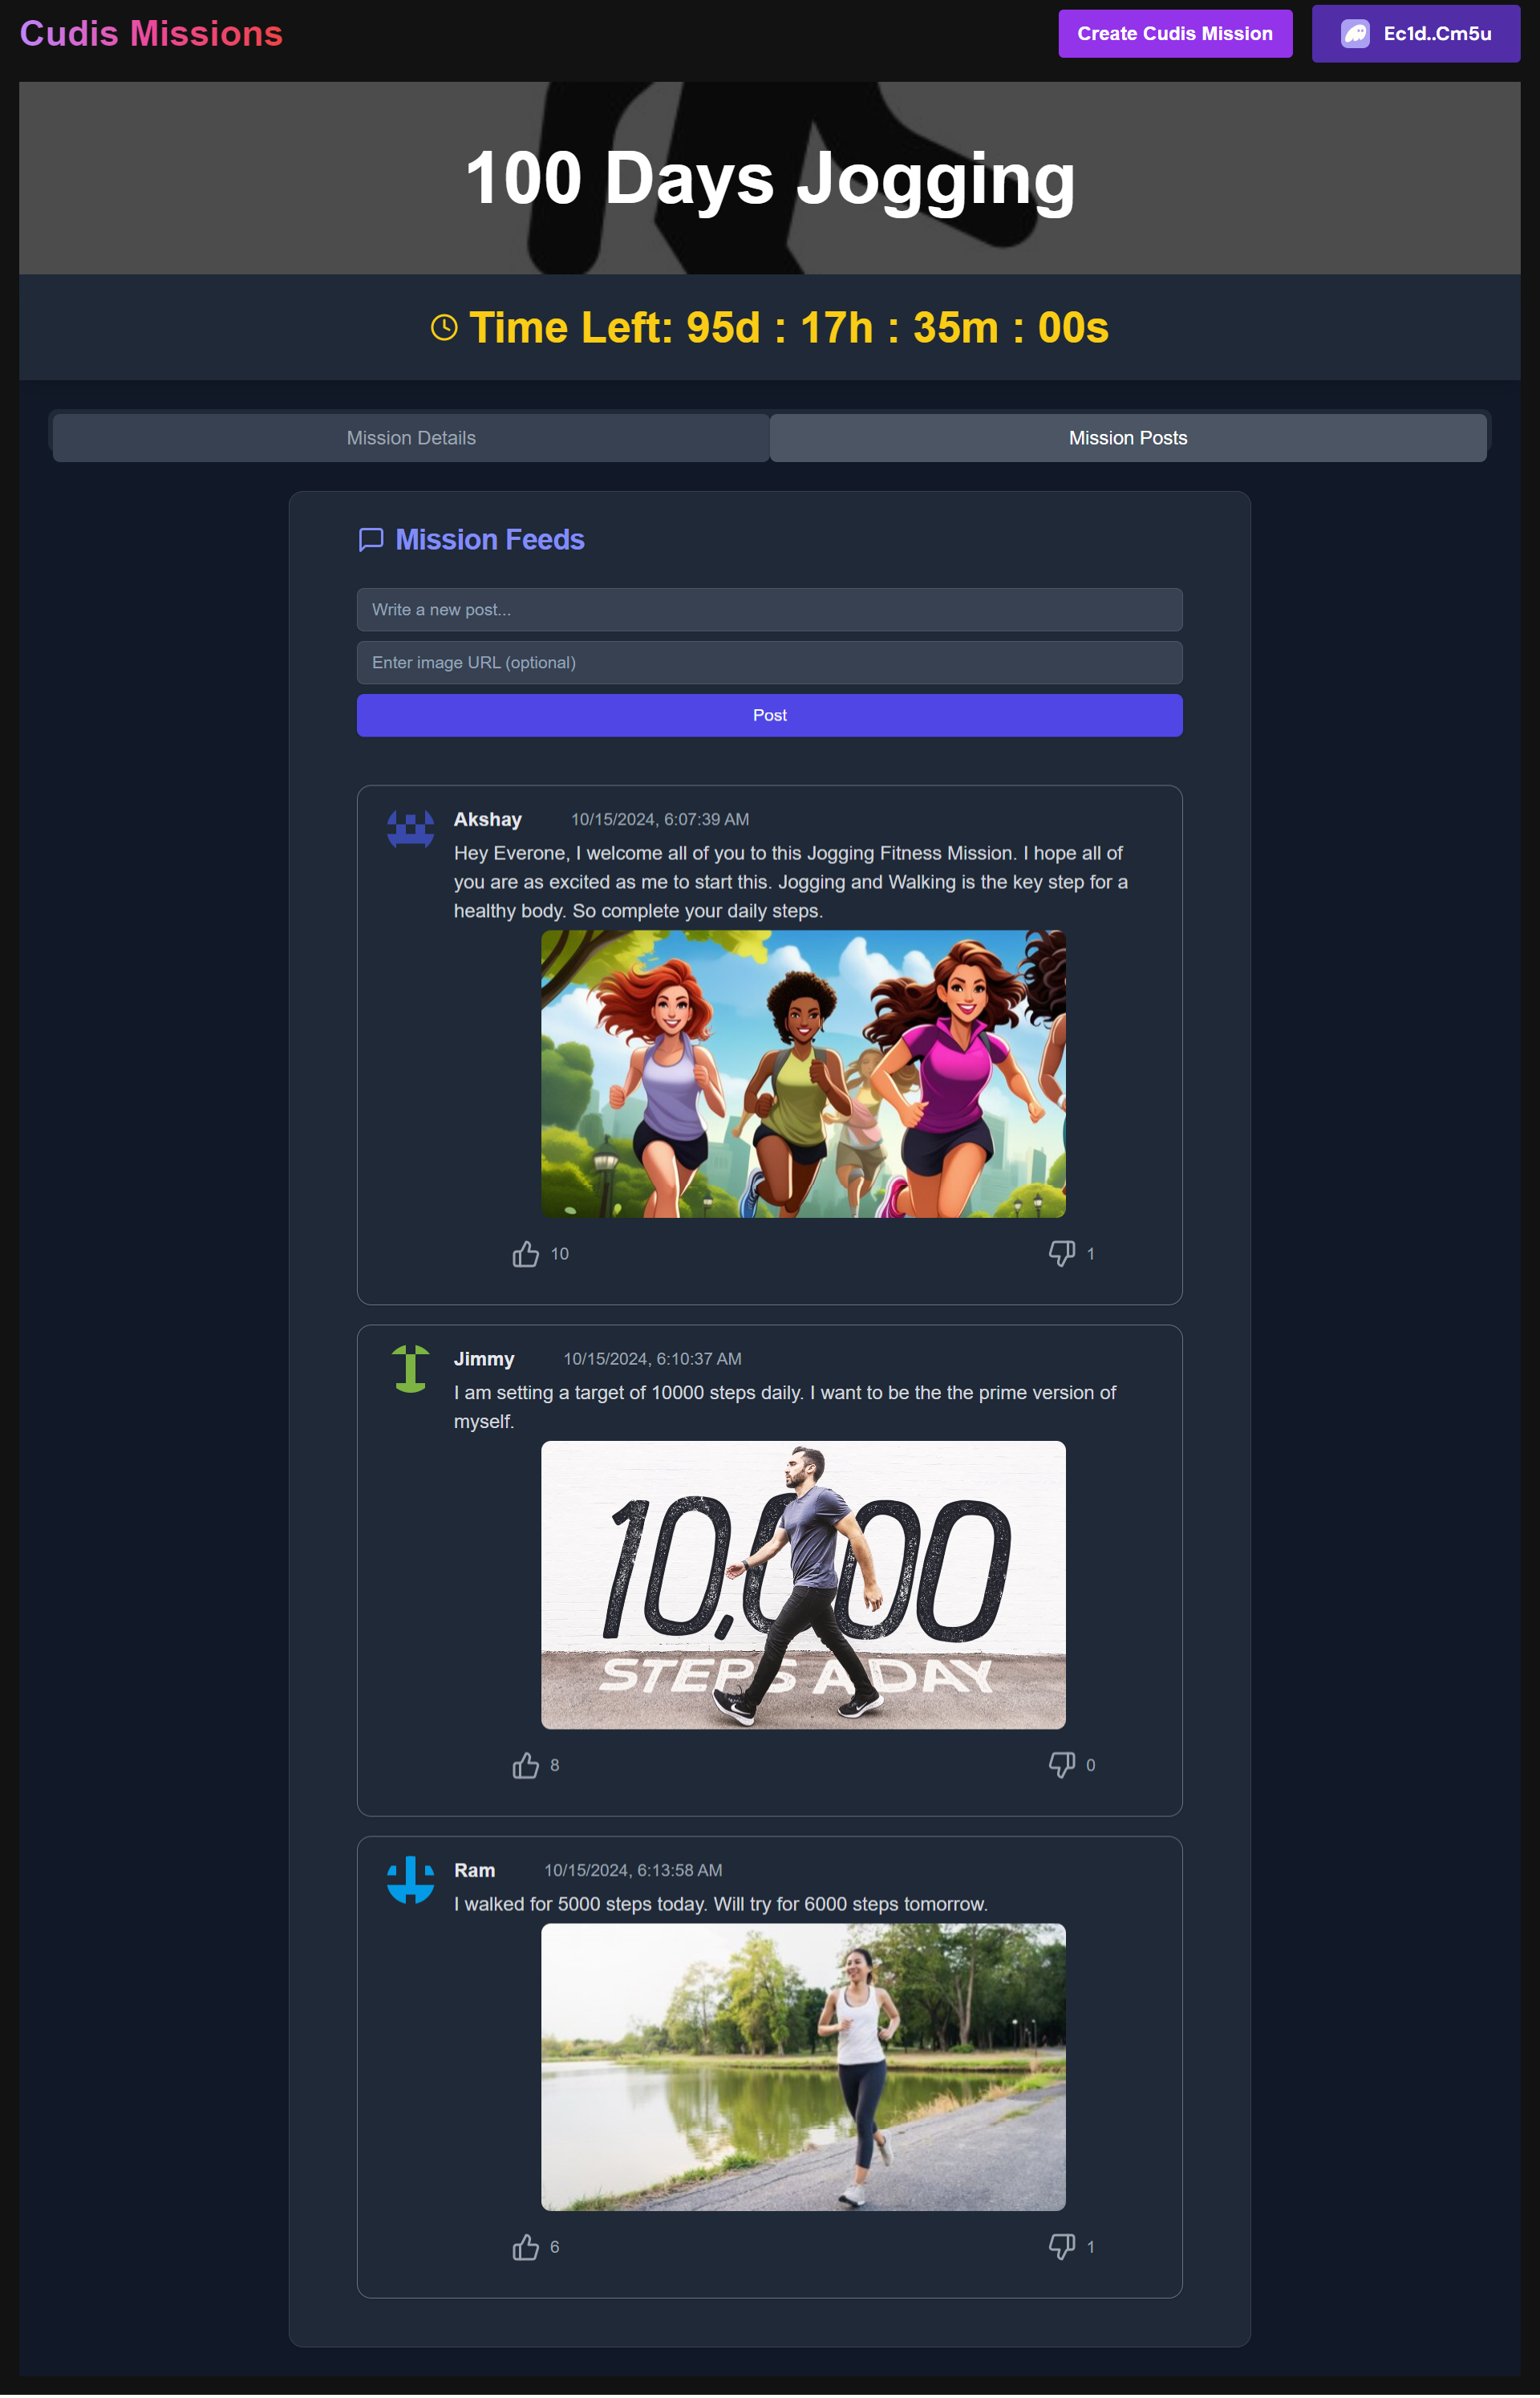 Cudis Missions
Create Cudis Mission
Ec1d..Cm5u
100 Days Jogging
Time Left: 95d : 17h : 35m : 00s
Mission Details
Mission Posts
Mission Feeds
Write a new post...
Enter image URL (optional)
Post
Akshay 10/15/2024, 6:07:39 AM
Hey Everone, I welcome all of you to this Jogging Fitness Mission. I hope all of
you are as excited as me to start this. Jogging and Walking is the key step for a
healthy body. So complete your daily steps.
10
1
Jimmy 10/15/2024, 6:10:37 AM
I am setting a target of 10000 steps daily. I want to be the the prime version of
myself.
10,000
STEPS A DAY
8
0
Ram 10/15/2024, 6:13:58 AM
I walked for 5000 steps today. Will try for 6000 steps tomorrow.
6
1